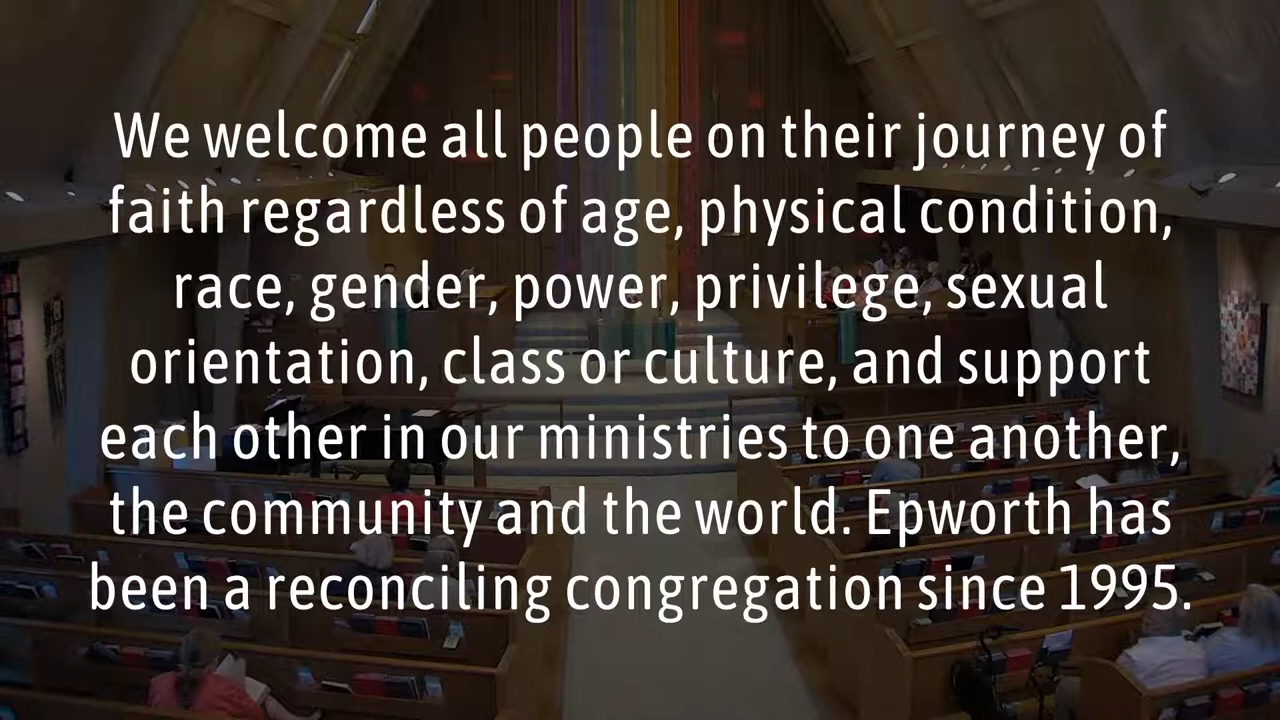 We welcome all people on their journey of
faith regardless of age, physical condition,
race, gender, power, privilege, sexual
orientation, class or culture, and support
each other in our ministries to one another,
the community and the world. Epworth has
been a reconciling congregation since 1995.